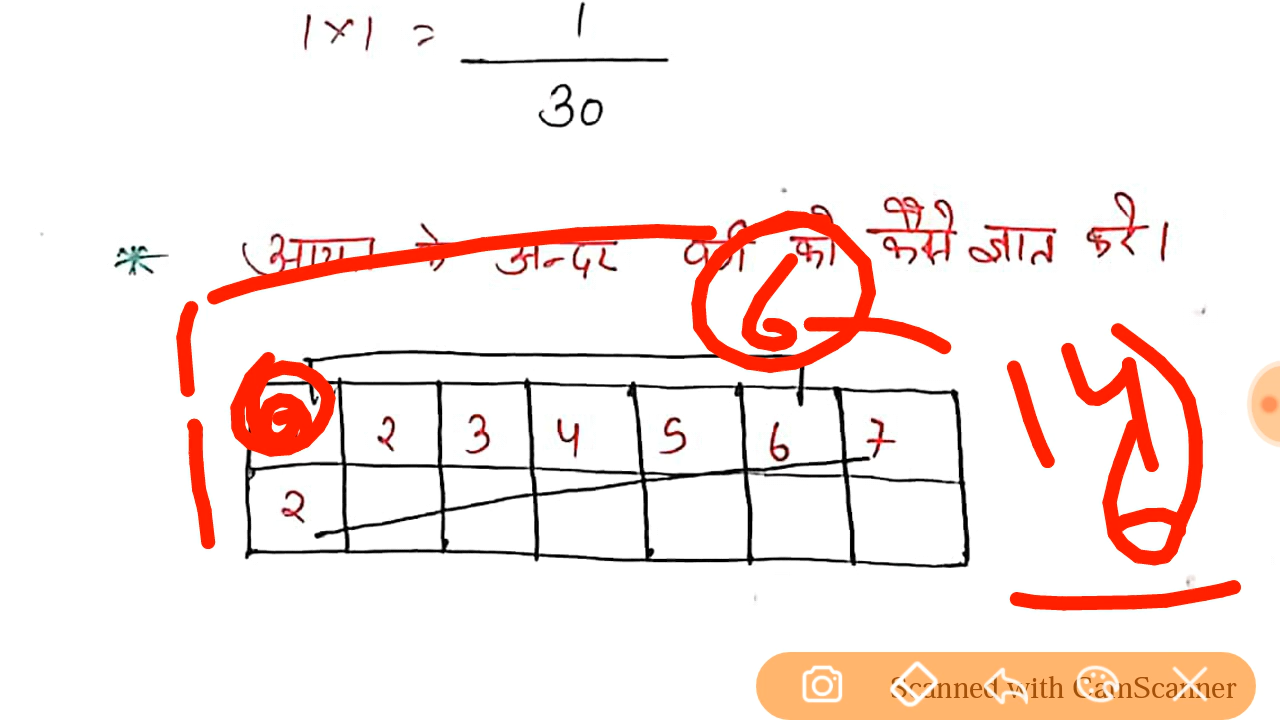 1×1 = 1
30
* आयत के अन्दर वर्गो को कैसे ज्ञात करे।
6
2 3 4 5 6 7
2
14
Scanned with CamScanner